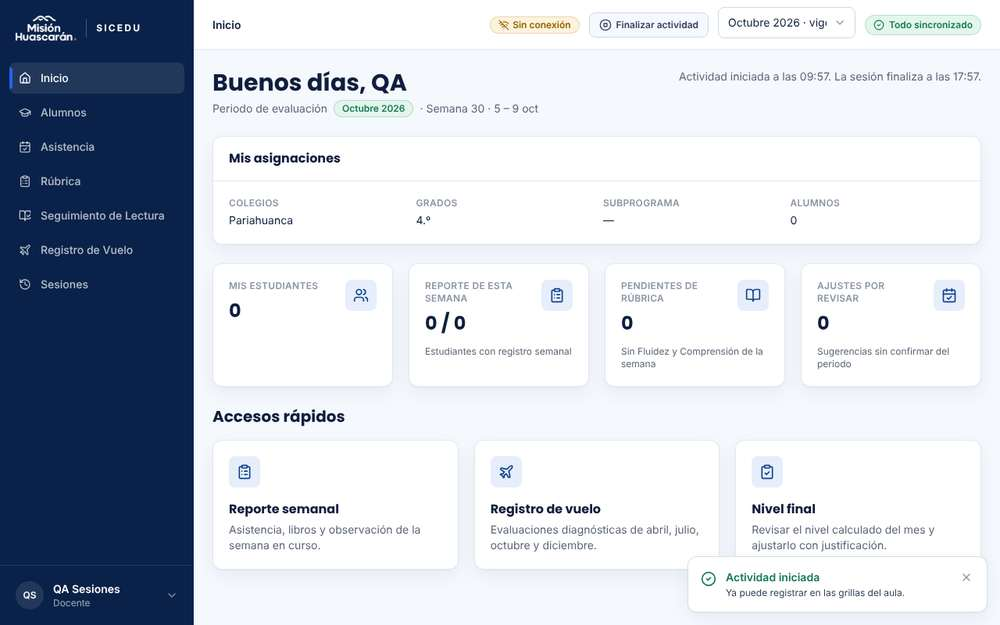 Misión
Huascarán.
SICEDU
Inicio
Alumnos
Asistencia
Rúbrica
Seguimiento de Lectura
Registro de Vuelo
Sesiones
QS
QA Sesiones
Docente
Inicio
Sin conexión
Finalizar actividad
Octubre 2026 · vig
Todo sincronizado
Buenos días, QA
Actividad iniciada a las 09:57. La sesión finaliza a las 17:57.
Periodo de evaluación Octubre 2026 · Semana 30 · 5 – 9 oct
Mis asignaciones
COLEGIOS
Pariahuanca
GRADOS
4.º
SUBPROGRAMA
—
ALUMNOS
0
MIS ESTUDIANTES
0
REPORTE DE ESTA
SEMANA
0 / 0
Estudiantes con registro semanal
PENDIENTES DE
RÚBRICA
0
Sin Fluidez y Comprensión de la
semana
AJUSTES POR
REVISAR
0
Sugerencias sin confirmar del
periodo
Accesos rápidos
Reporte semanal
Asistencia, libros y observación de la
semana en curso.
Registro de vuelo
Evaluaciones diagnósticas de abril, julio,
octubre y diciembre.
Nivel final
Revisar el nivel calculado del mes y
ajustarlo con justificación.
Actividad iniciada
Ya puede registrar en las grillas del aula.